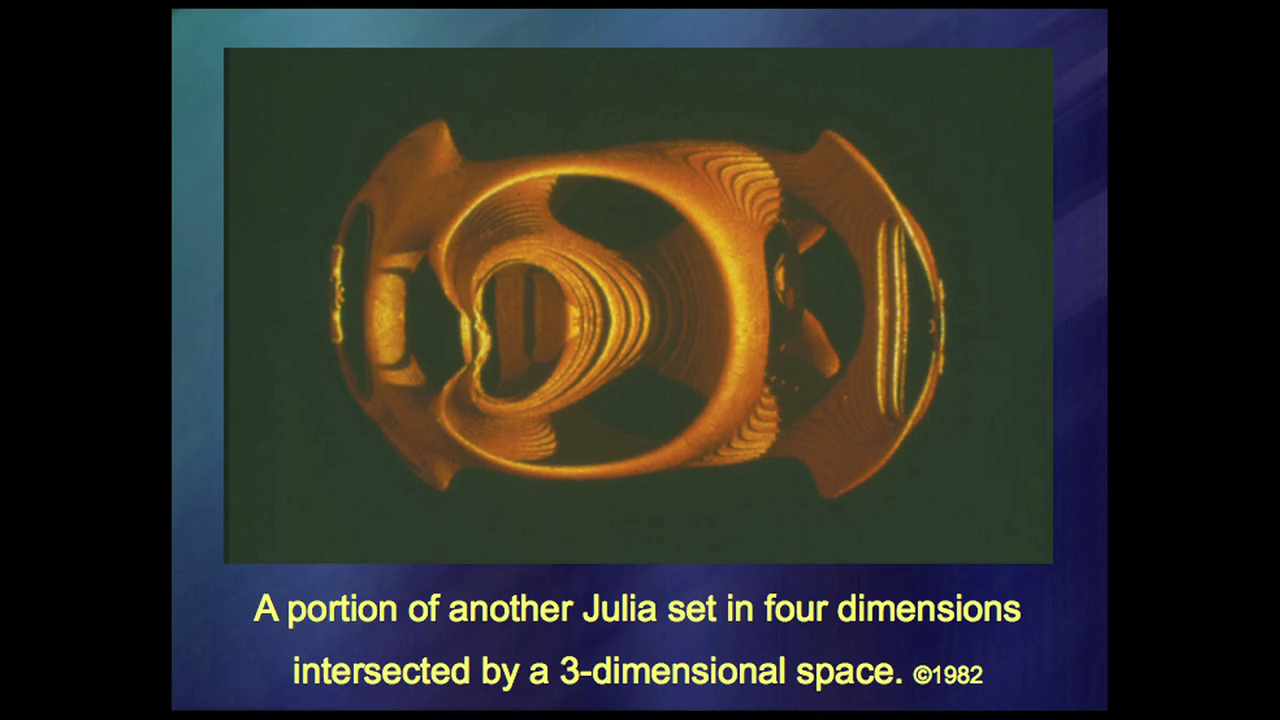 A portion of another Julia set in four dimensions
intersected by a 3-dimensional space. ©1982